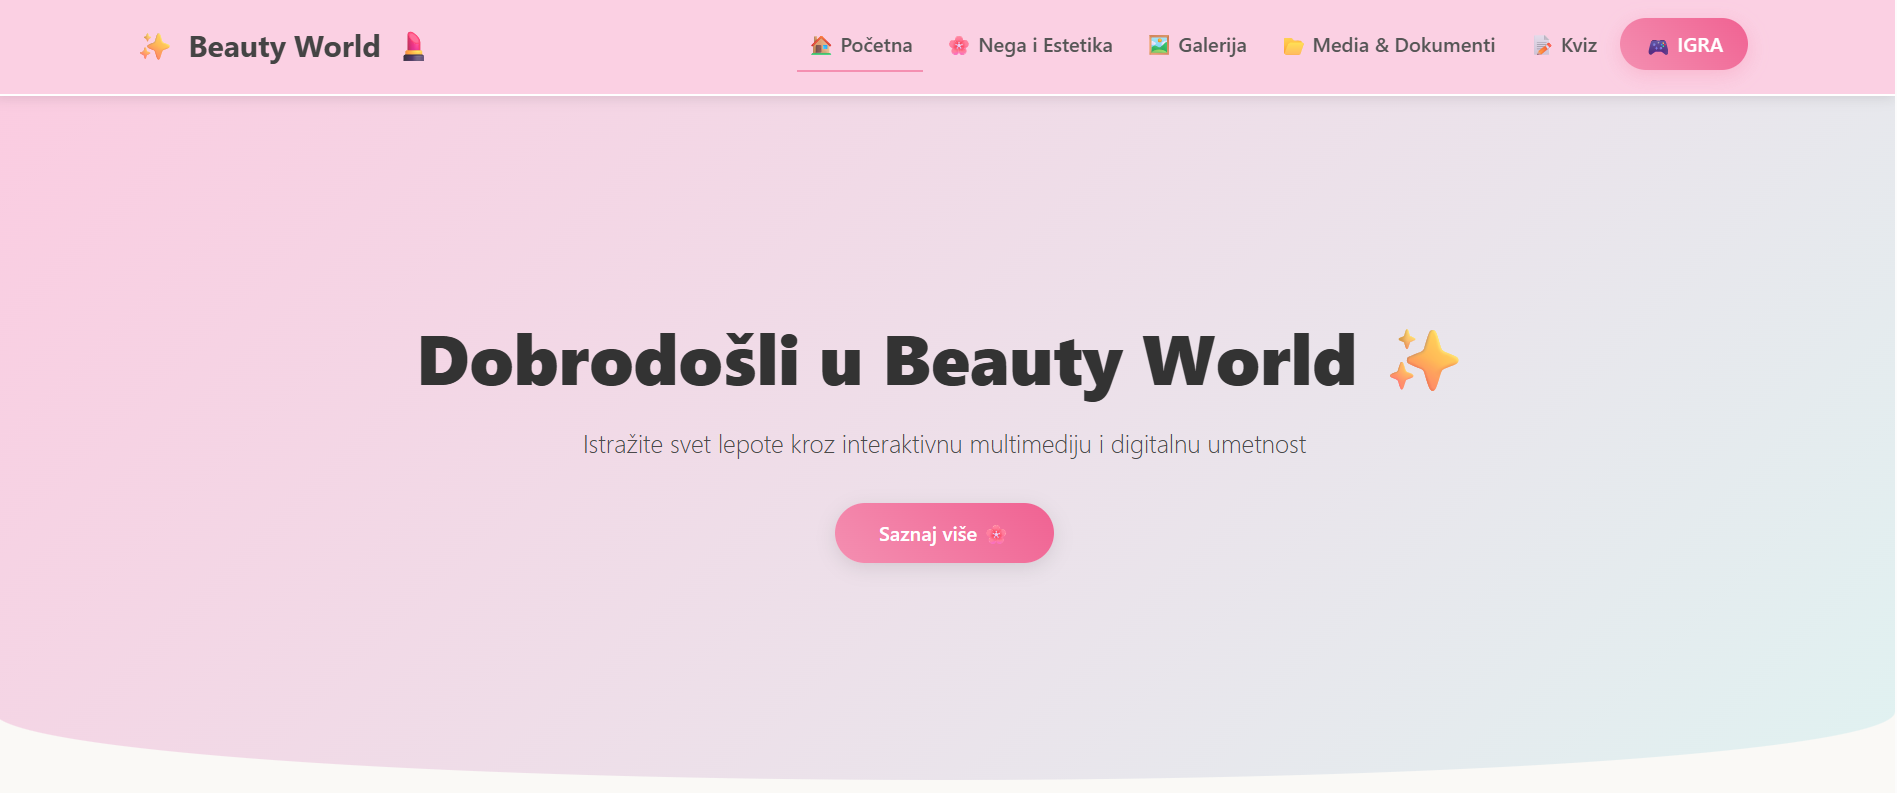 ✨ Beauty World 💄
🏠 Početna
🌸 Nega i Estetika
🖼️ Galerija
📁 Media & Dokumenti
📝 Kviz
🎮 IGRA
Dobrodošli u Beauty World ✨
Istražite svet lepote kroz interaktivnu multimediju i digitalnu umetnost
Saznaj više 🌸